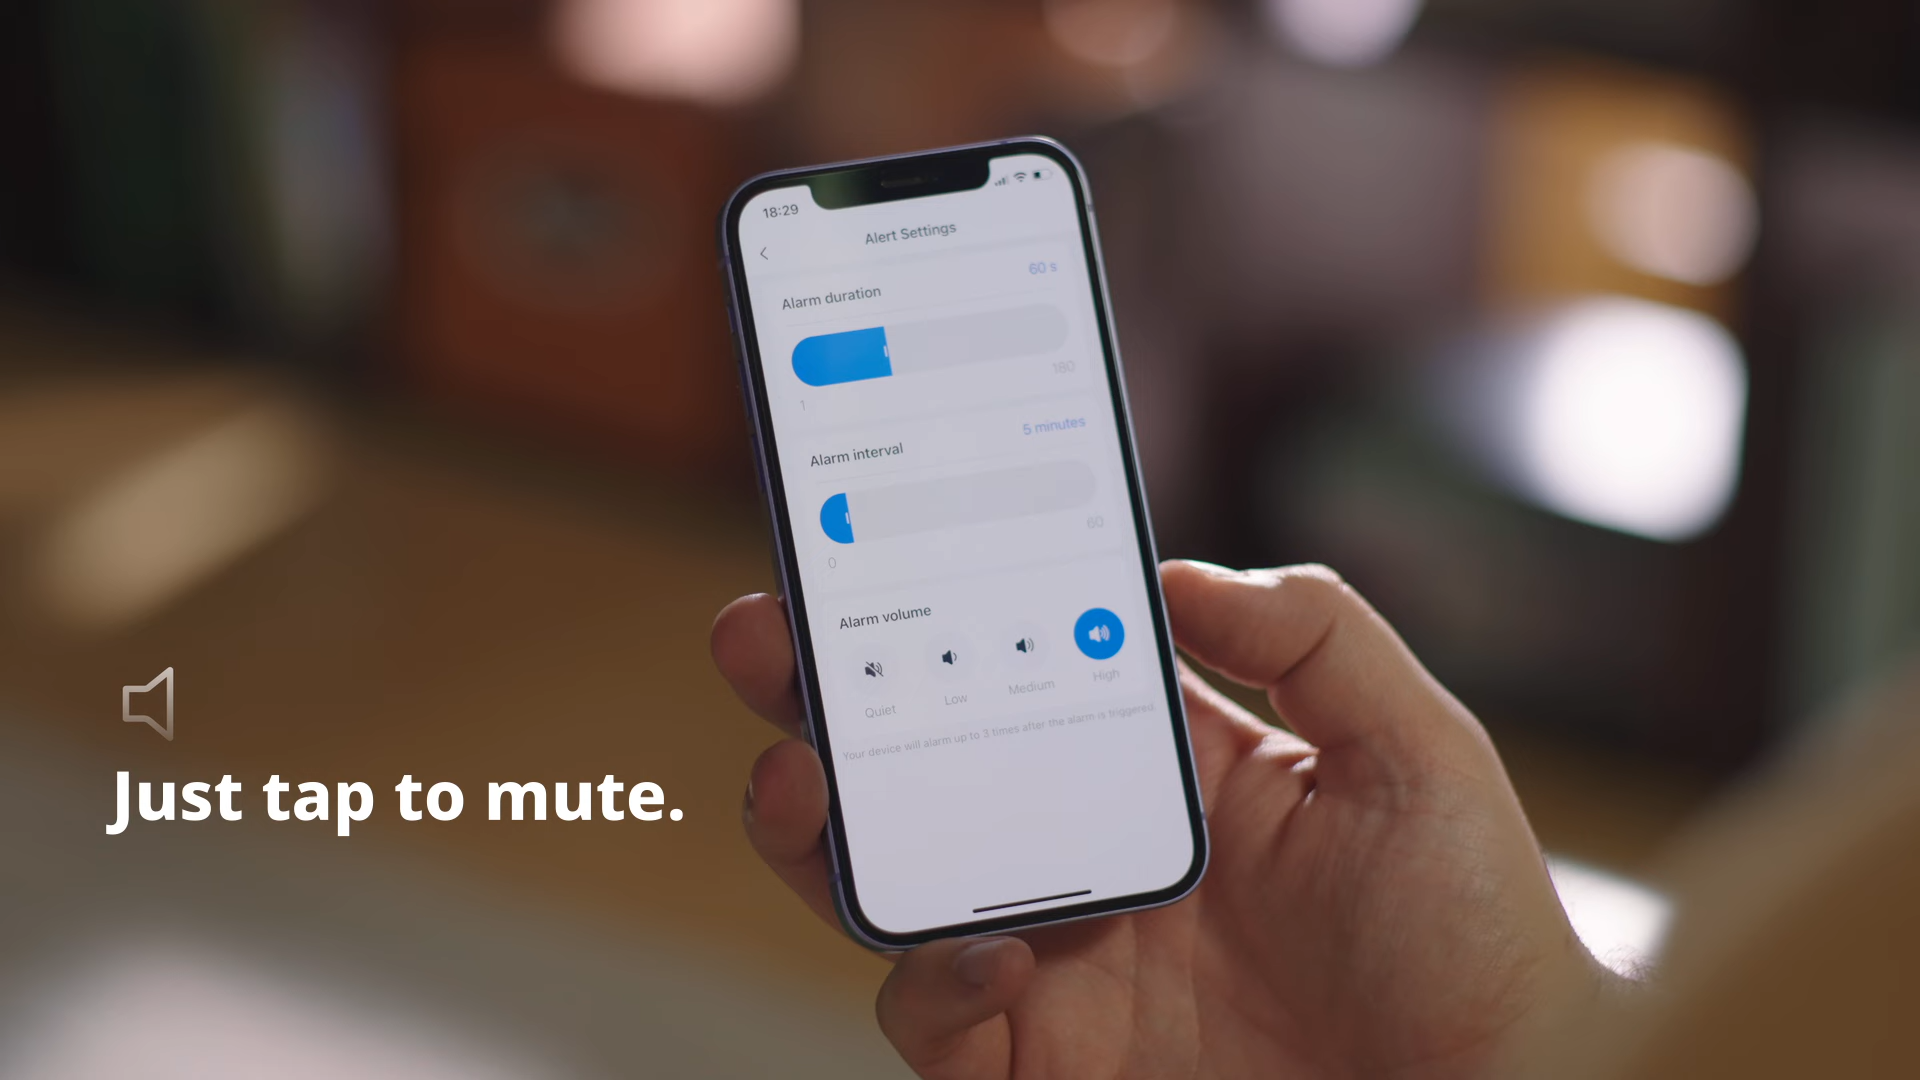 18:29
Alert Settings
Alarm duration
60 s
1
180
Alarm interval
5 minutes
0
60
Alarm volume
Quiet
Low
Medium
High
Your device will alarm up to 3 times after the alarm is triggered
Just tap to mute.